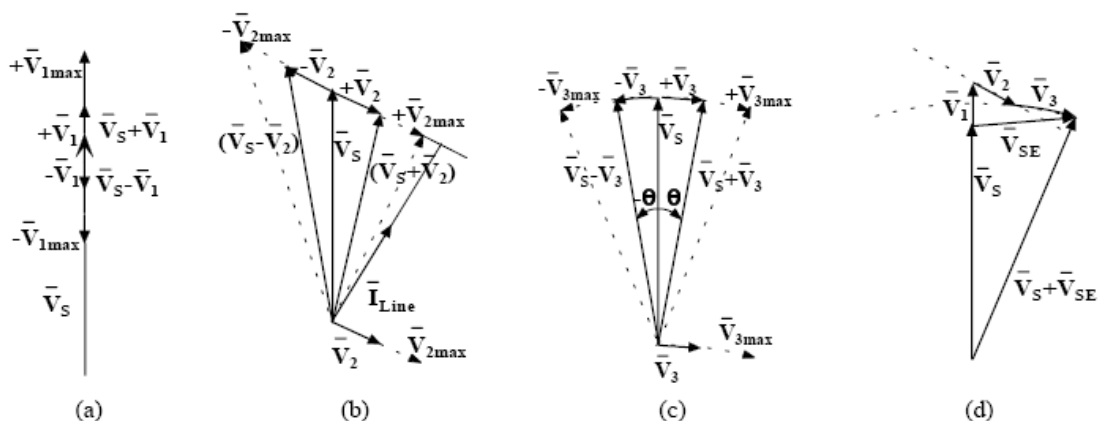 +V̄1max
+V̄1
V̄S+V̄1
-V̄1
V̄S-V̄1
-V̄1max
V̄S
(a)
-V̄2max
-V̄2
+V̄2
+V̄2max
(V̄S-V̄2)
V̄S
(V̄S+V̄2)
ĪLine
V̄2
V̄2max
(b)
-V̄3max
-V̄3
+V̄3
+V̄3max
V̄S
V̄S-V̄3
V̄S+V̄3
-θ
θ
V̄3max
V̄3
(c)
V̄2
V̄3
V̄1
V̄SE
V̄S
V̄S+V̄SE
(d)